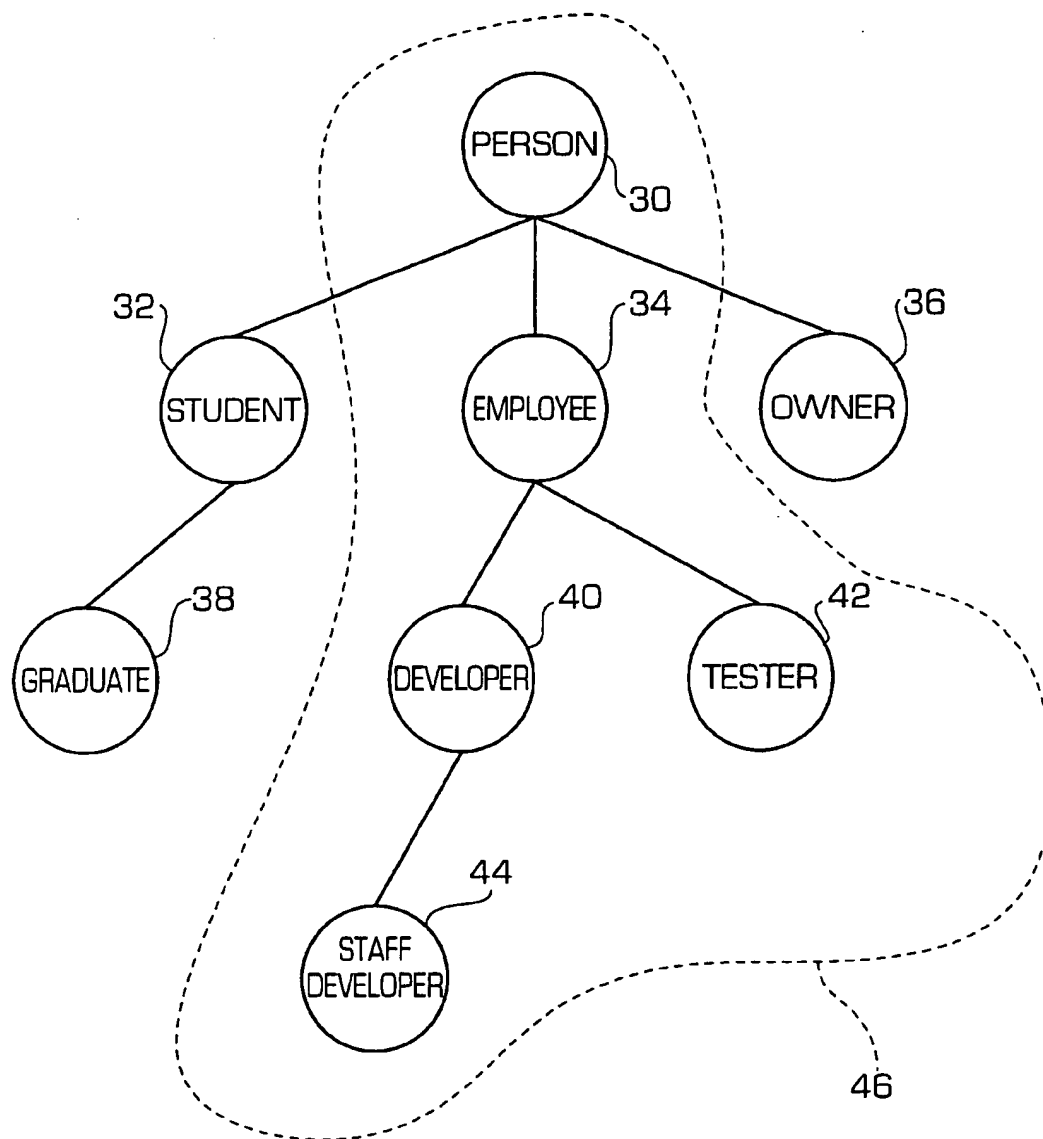 PERSON
30
32
34
36
STUDENT
EMPLOYEE
OWNER
38
40
42
GRADUATE
DEVELOPER
TESTER
44
STAFF
DEVELOPER
46